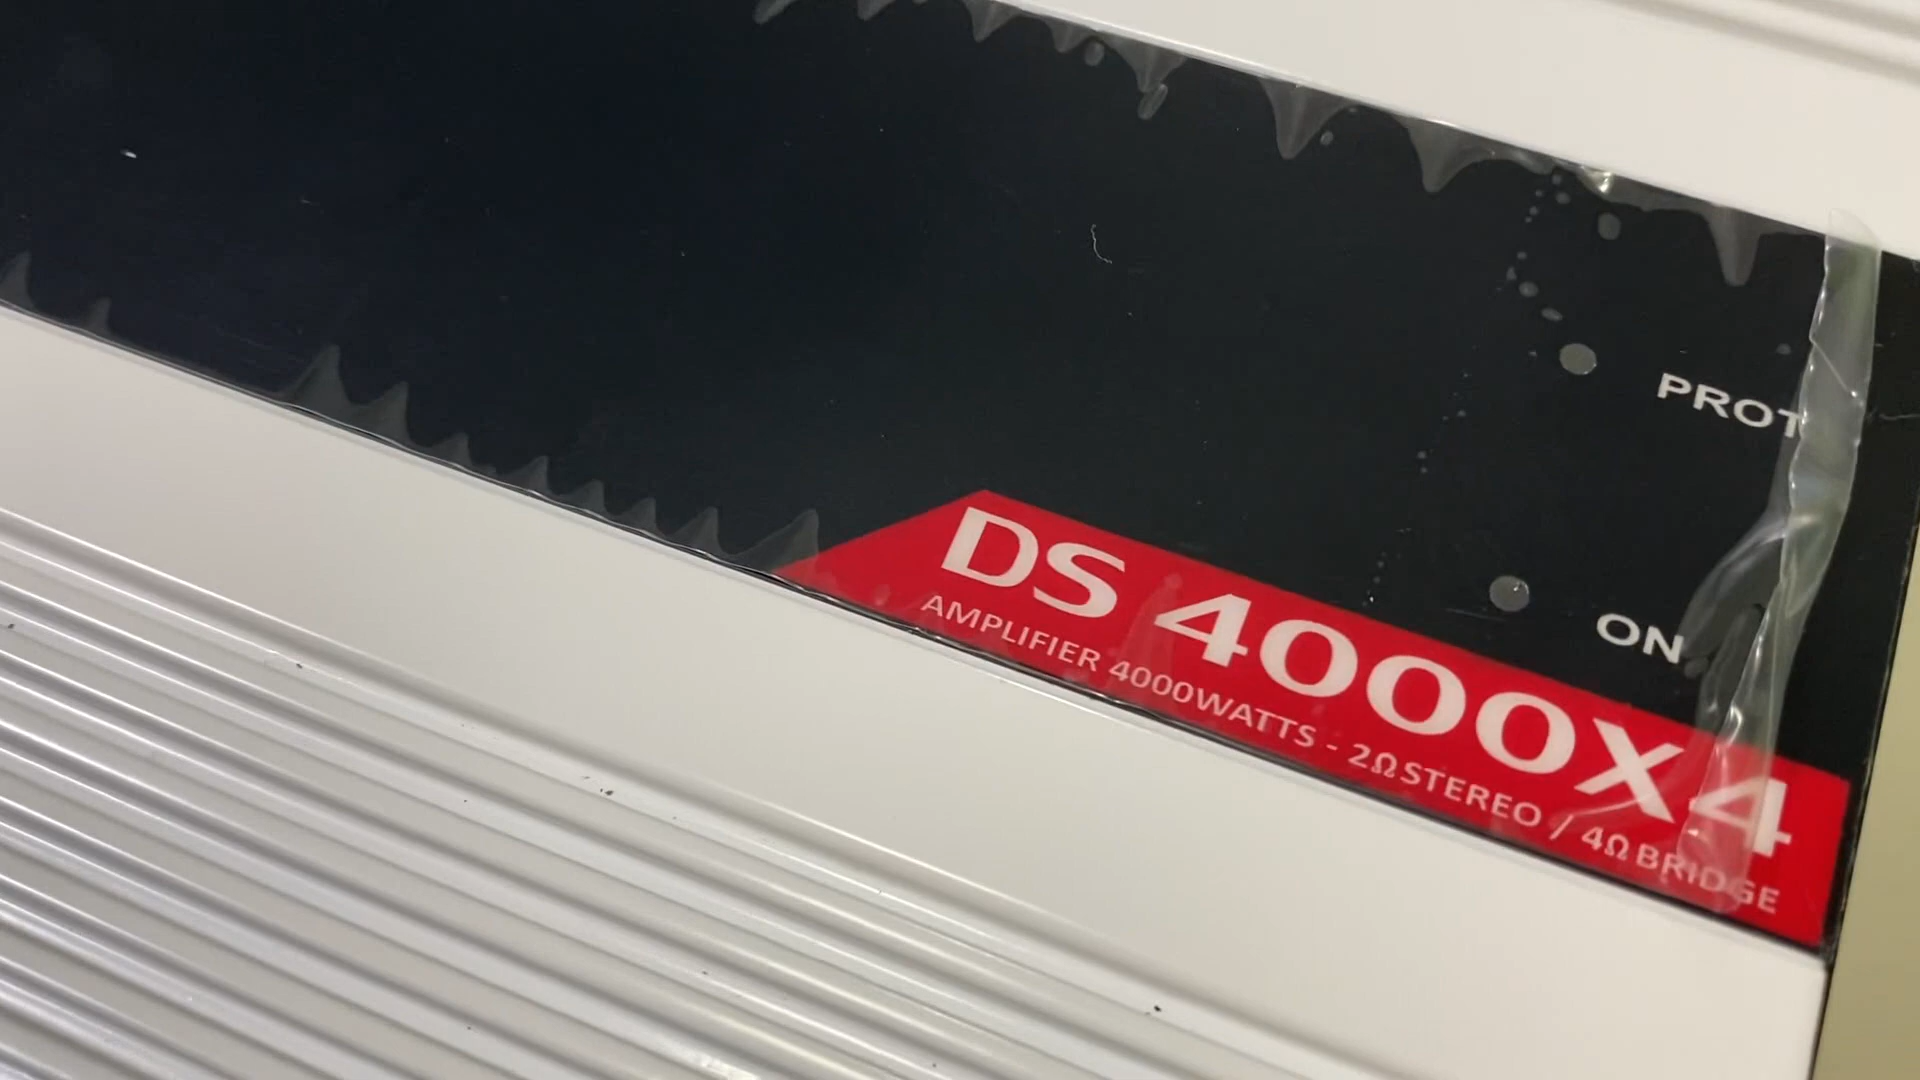 PROT
ON
DS 4000X4
AMPLIFIER 4000WATTS - 2Ω STEREO / 4Ω BRIDGE